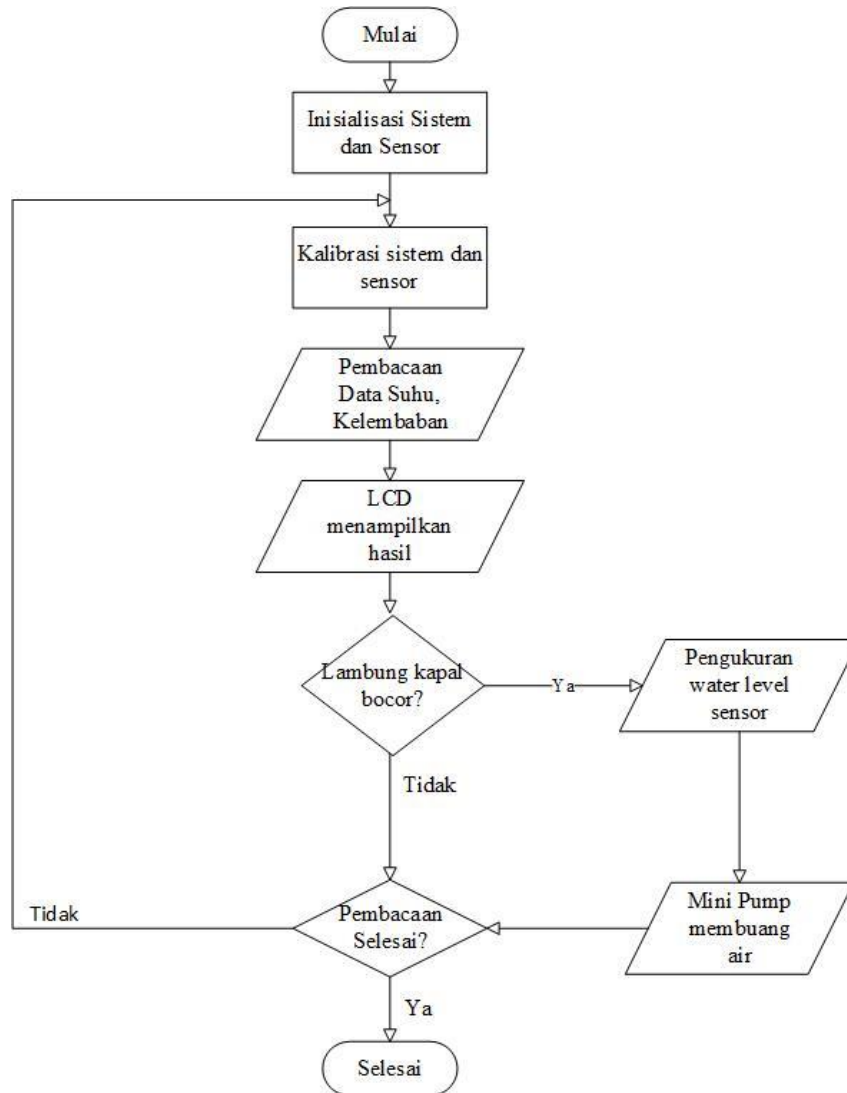 Mulai
Inisialisasi Sistem
dan Sensor
Kalibrasi sistem dan
sensor
Pembacaan
Data Suhu,
Kelembaban
LCD
menampilkan
hasil
Lambung kapal
bocor?
Ya
Pengukuran
water level
sensor
Tidak
Mini Pump
membuang
air
Pembacaan
Selesai?
Tidak
Ya
Selesai